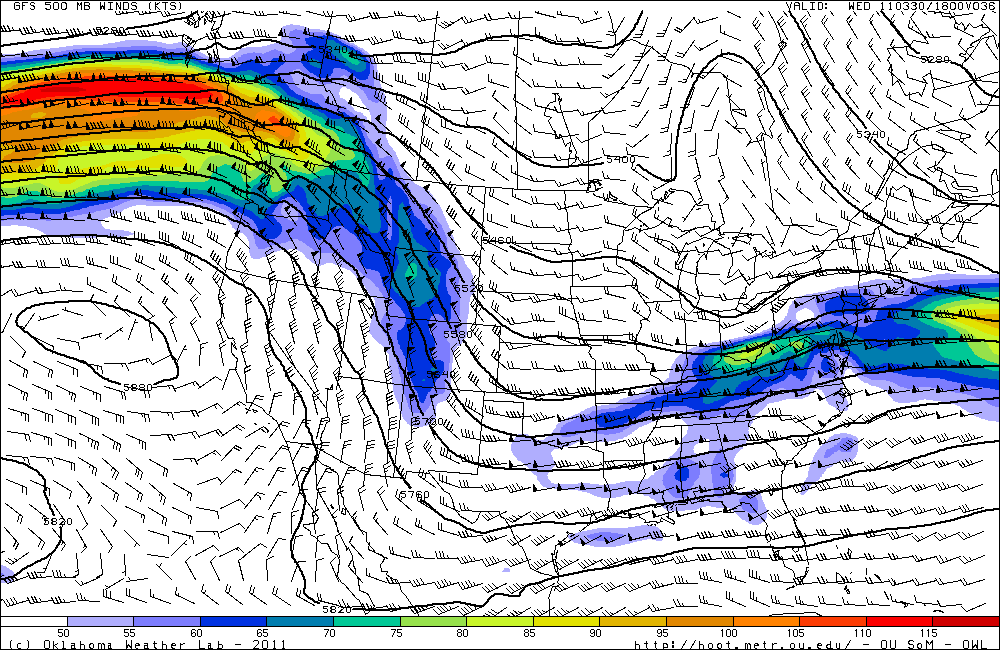 GFS 500 MB WINDS (KTS)
VALID: WED 110330/1800V036
5280
5340
5280
5340
5400
5460
5520
5580
5640
5880
5700
5760
5820
5820
50 55 60 65 70 75 80 85 90 95 100 105 110 115
(c) Oklahoma Weather Lab - 2011
http://hoot.metr.ou.edu/ - OU SoM - OWL